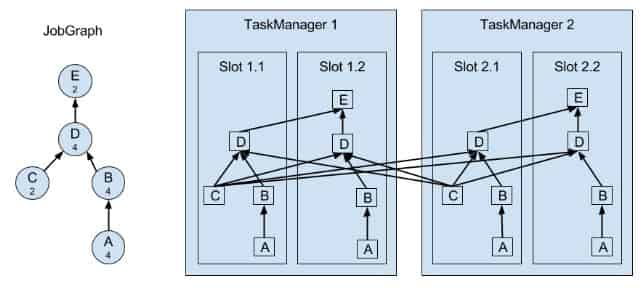 JobGraph
E
2
D
4
C
2
B
4
A
4
TaskManager 1
Slot 1.1
D
C
B
A
Slot 1.2
E
D
B
A
TaskManager 2
Slot 2.1
D
C
B
A
Slot 2.2
E
D
B
A